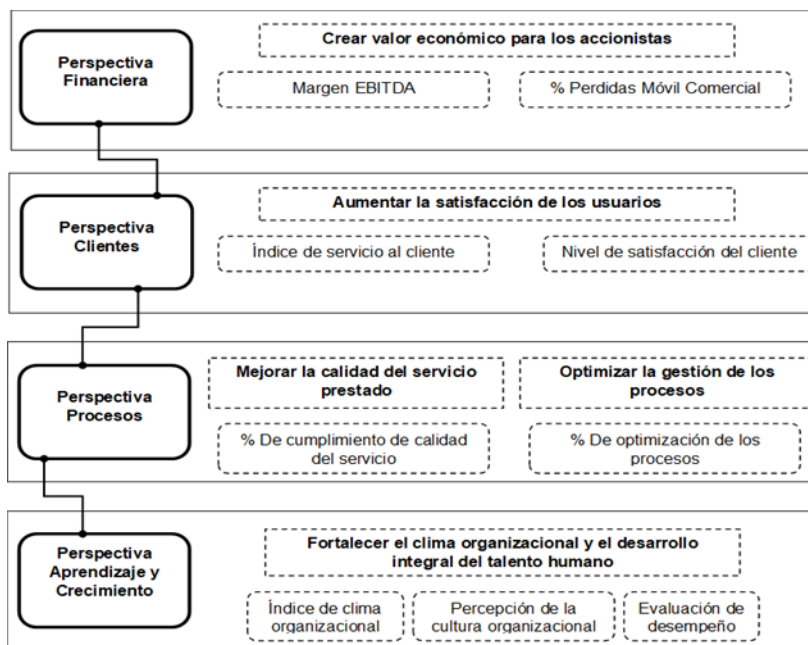 Perspectiva
Financiera
Crear valor económico para los accionistas
Margen EBITDA
% Perdidas Móvil Comercial
Perspectiva
Clientes
Aumentar la satisfacción de los usuarios
Índice de servicio al cliente
Nivel de satisfacción del cliente
Perspectiva
Procesos
Mejorar la calidad del servicio
prestado
Optimizar la gestión de los
procesos
% De cumplimiento de calidad
del servicio
% De optimización de los
procesos
Perspectiva
Aprendizaje y
Crecimiento
Fortalecer el clima organizacional y el desarrollo
integral del talento humano
Índice de clima
organizacional
Percepción de la
cultura organizacional
Evaluación de
desempeño